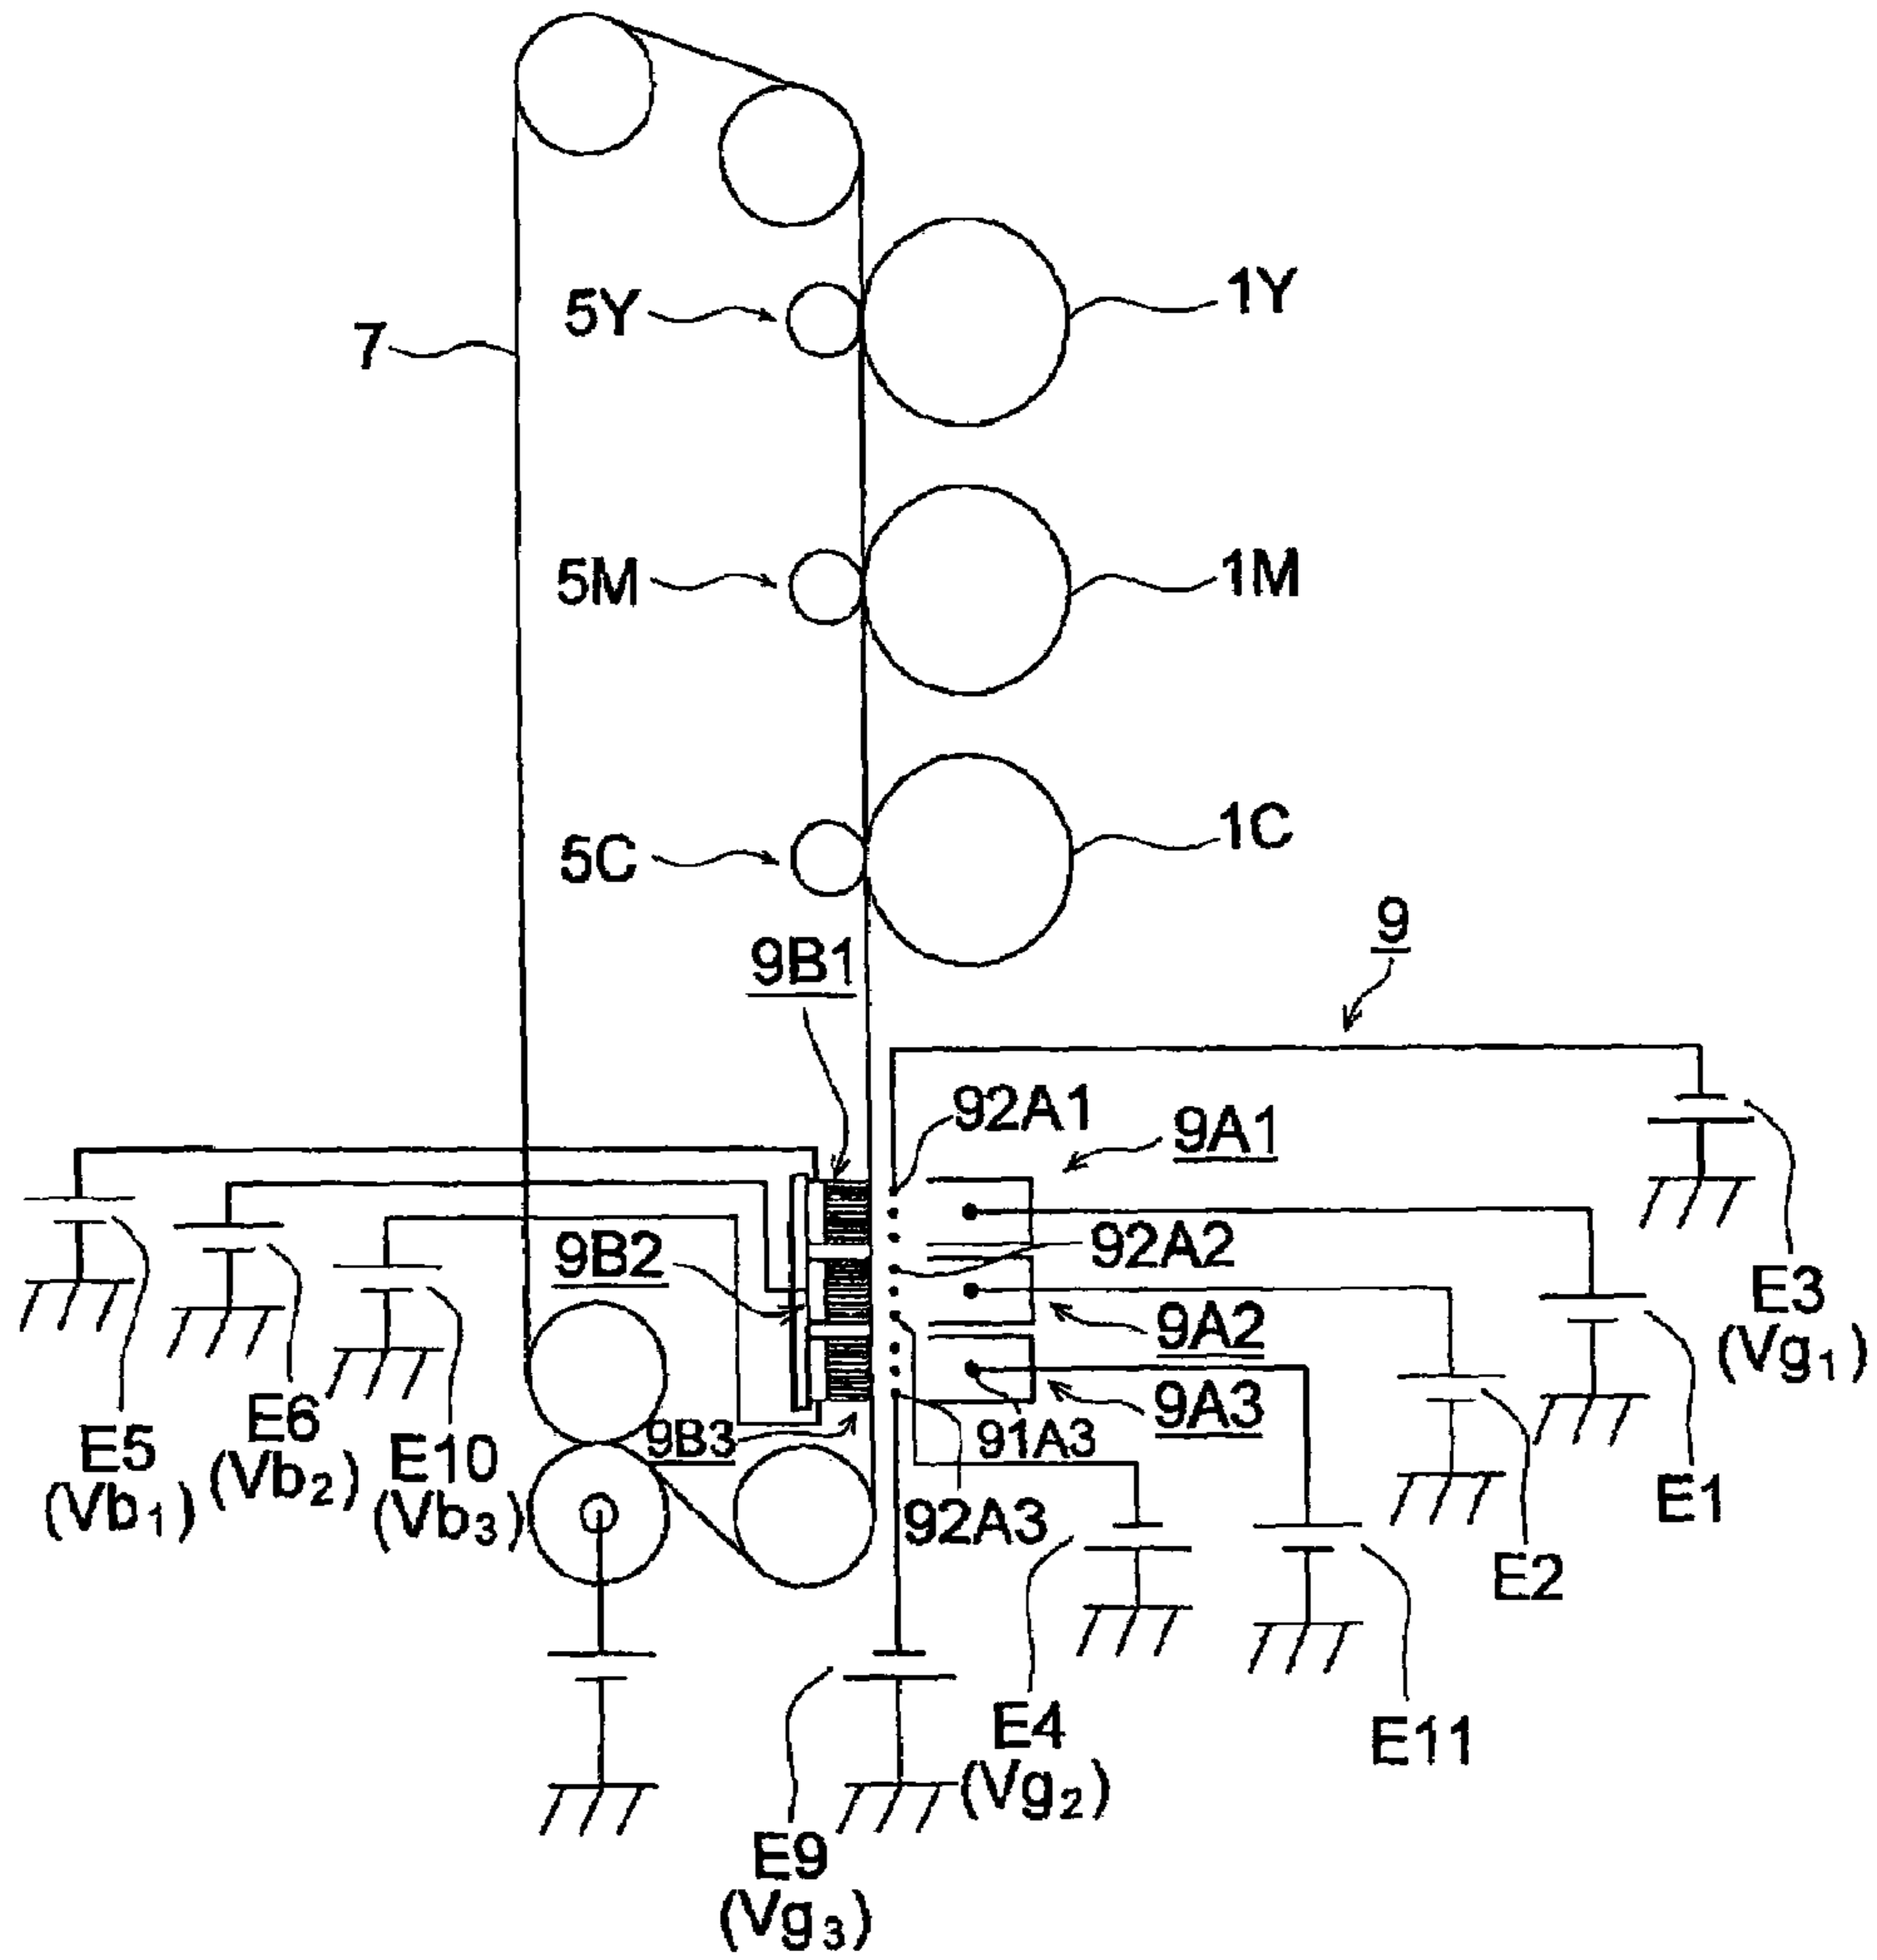 1Y
5Y
7
1M
5M
1C
5C
9
9B1
92A1
9A1
92A2
9B2
E3
(Vg1)
9A2
9A3
E6
(Vb2)
E5
(Vb1)
E10
(Vb3)
9B3
91A3
E1
92A3
E2
E4
(Vg2)
E11
E9
(Vg3)